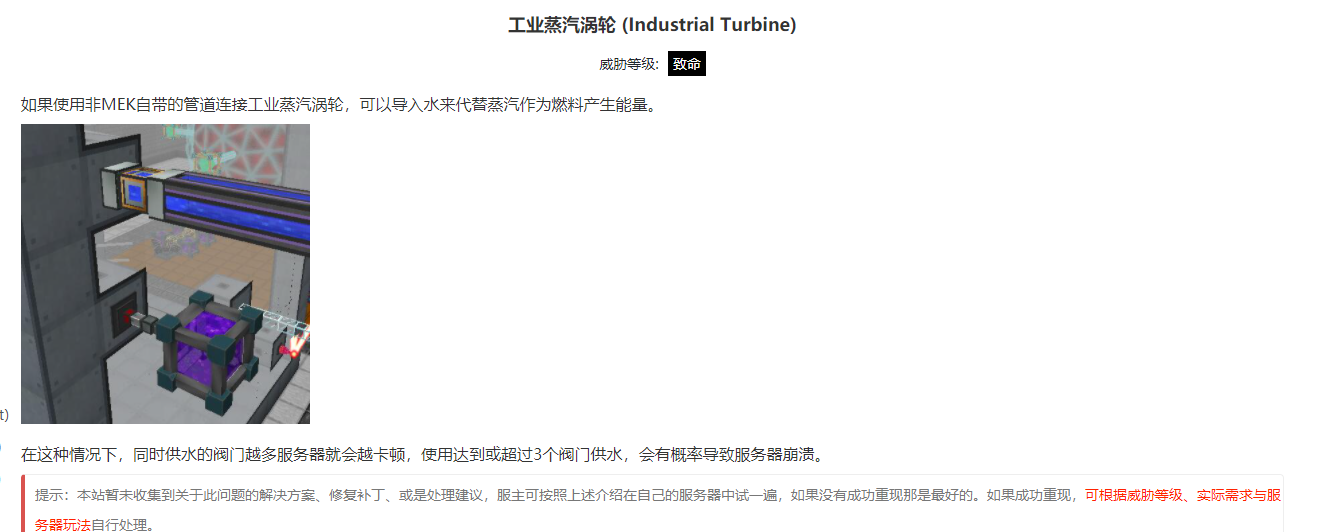 工业蒸汽涡轮 (Industrial Turbine)
威胁等级: 致命
如果使用非MEK自带的管道连接工业蒸汽涡轮，可以导入水来代替蒸汽作为燃料产生能量。
t)
在这种情况下，同时供水的阀门越多服务器就会越卡顿，使用达到或超过3个阀门供水，会有概率导致服务器崩溃。
提示：本站暂未收集到关于此问题的解决方案、修复补丁、或是处理建议，服主可按照上述介绍在自己的服务器中试一遍，如果没有成功重现那是最好的。如果成功重现，可根据威胁等级、实际需求与服
务器玩法自行处理。